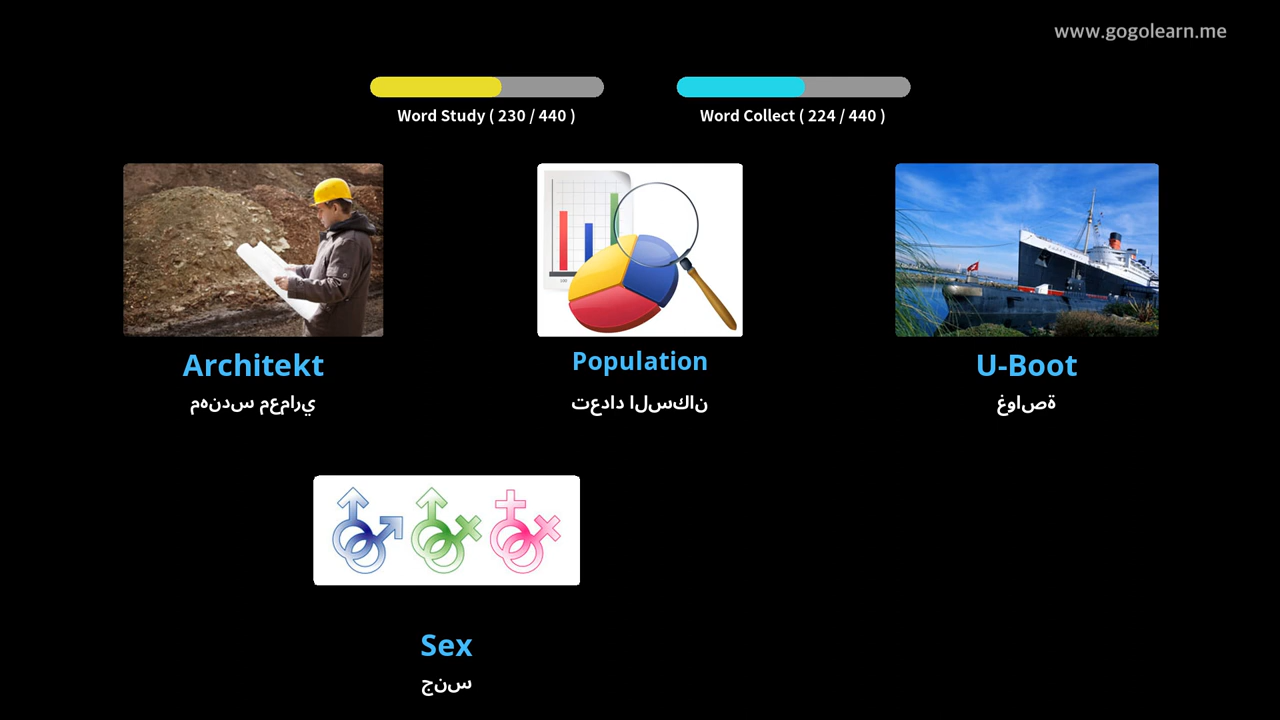 www.gogolearn.me
Word Study ( 230 / 440 )
Word Collect ( 224 / 440 )
Architekt
Population
U-Boot
مهندس معماري
تعداد السكان
غواصة
Sex
جنس